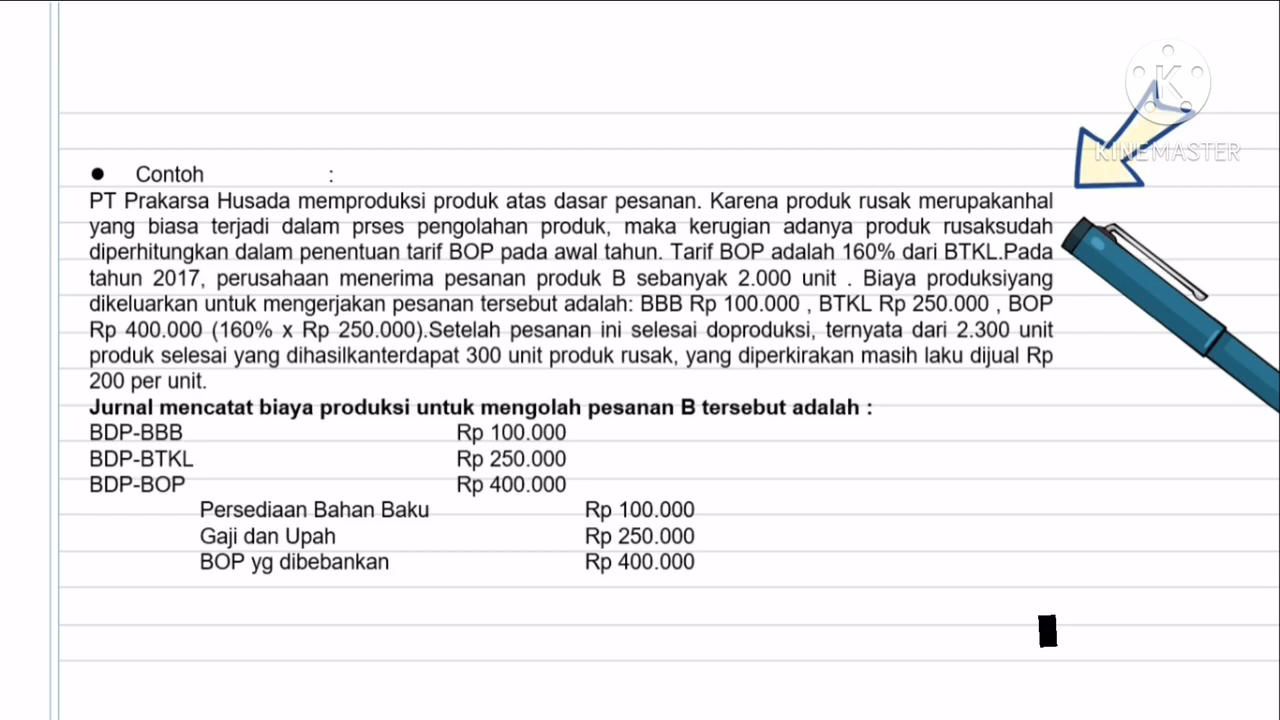 KINEMASTER
● Contoh :
PT Prakarsa Husada memproduksi produk atas dasar pesanan. Karena produk rusak merupakanhal
yang biasa terjadi dalam prses pengolahan produk, maka kerugian adanya produk rusaksudah
diperhitungkan dalam penentuan tarif BOP pada awal tahun. Tarif BOP adalah 160% dari BTKL.Pada
tahun 2017, perusahaan menerima pesanan produk B sebanyak 2.000 unit . Biaya produksiyang
dikeluarkan untuk mengerjakan pesanan tersebut adalah: BBB Rp 100.000 , BTKL Rp 250.000 , BOP
Rp 400.000 (160% x Rp 250.000).Setelah pesanan ini selesai doproduksi, ternyata dari 2.300 unit
produk selesai yang dihasilkanterdapat 300 unit produk rusak, yang diperkirakan masih laku dijual Rp
200 per unit.
Jurnal mencatat biaya produksi untuk mengolah pesanan B tersebut adalah :
BDP-BBB Rp 100.000
BDP-BTKL Rp 250.000
BDP-BOP Rp 400.000
Persediaan Bahan Baku Rp 100.000
Gaji dan Upah Rp 250.000
BOP yg dibebankan Rp 400.000